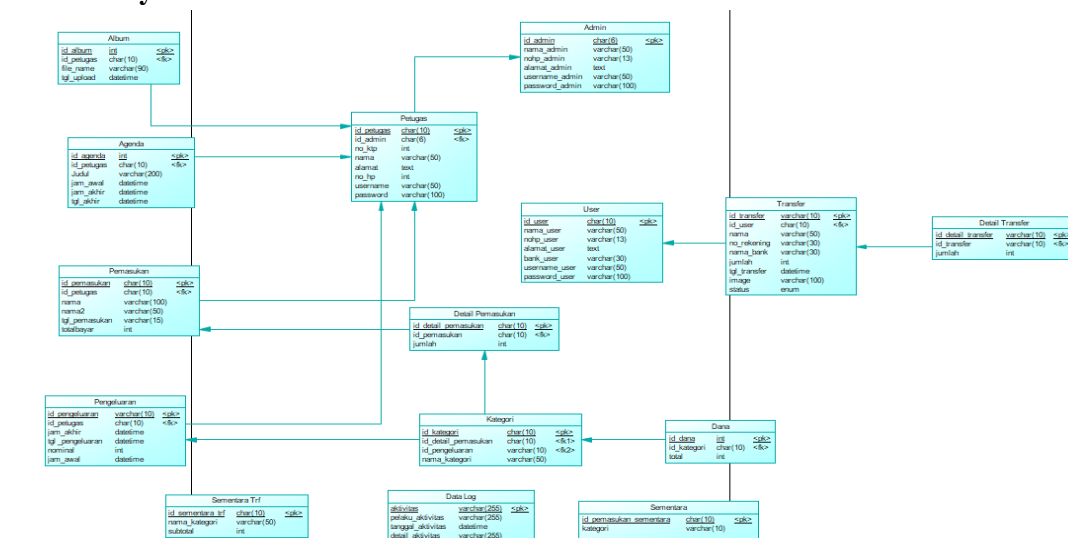 Album
id_album int <pk>
id_petugas char(10) <fk>
file_name varchar(90)
tgl_upload datetime
Admin
id_admin char(6) <pk>
nama_admin varchar(50)
nohp_admin varchar(13)
alamat_admin text
username_admin varchar(50)
password_admin varchar(100)
Petugas
id_petugas char(10) <pk>
id_admin char(6) <fk>
no_ktp int
nama varchar(50)
alamat text
no_hp int
username varchar(50)
password varchar(100)
Agenda
id_agenda int <pk>
id_petugas char(10) <fk>
Judul varchar(200)
jam_awal datetime
jam_akhir datetime
tgl_akhir datetime
User
id_user char(10) <pk>
nama_user varchar(50)
nohp_user varchar(13)
alamat_user text
bank_user varchar(30)
username_user varchar(50)
password_user varchar(100)
Transfer
id_transfer varchar(10) <pk>
id_user char(10) <fk>
nama varchar(50)
no_rekening varchar(30)
nama_bank varchar(30)
jumlah int
tgl_transfer datetime
image varchar(100)
status enum
Detail Transfer
id_detail_transfer varchar(10) <pk>
id_transfer varchar(10) <fk>
jumlah int
Pemasukan
id_pemasukan char(10) <pk>
id_petugas char(10) <fk>
nama varchar(100)
nama2 varchar(50)
tgl_pemasukan varchar(15)
totalbayar int
Detail Pemasukan
id_detail_pemasukan char(10) <pk>
id_pemasukan char(10) <fk>
jumlah int
Pengeluaran
id_pengeluaran varchar(10) <pk>
id_petugas char(10) <fk>
jam_akhir datetime
tgl_pengeluaran datetime
nominal int
jam_awal datetime
Kategori
id_kategori char(10) <pk>
id_detail_pemasukan char(10) <fk1>
id_pengeluaran varchar(10) <fk2>
nama_kategori varchar(50)
Dana
id_dana int <pk>
id_kategori char(10) <fk>
total int
Sementara Trf
id_sementara_trf char(10) <pk>
nama_kategori varchar(50)
subtotal int
Data Log
aktivitas varchar(255) <pk>
pelaku_aktivitas varchar(255)
tanggal_aktivitas datetime
detail_aktivitas varchar(255)
Sementara
id_pemasukan_sementara char(10) <pk>
kategori varchar(10)